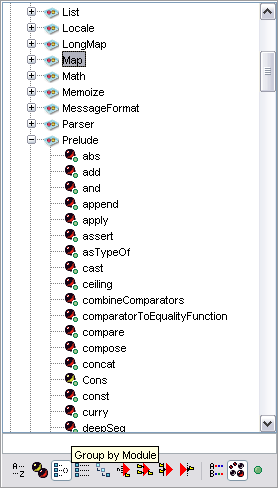 List
Locale
LongMap
Map
Math
Memoize
MessageFormat
Parser
Prelude
abs
add
and
append
apply
assert
asTypeOf
cast
ceiling
combineComparators
comparatorToEqualityFunction
compare
compose
concat
Cons
const
curry
deepSeq
Group by Module
A
Z
A